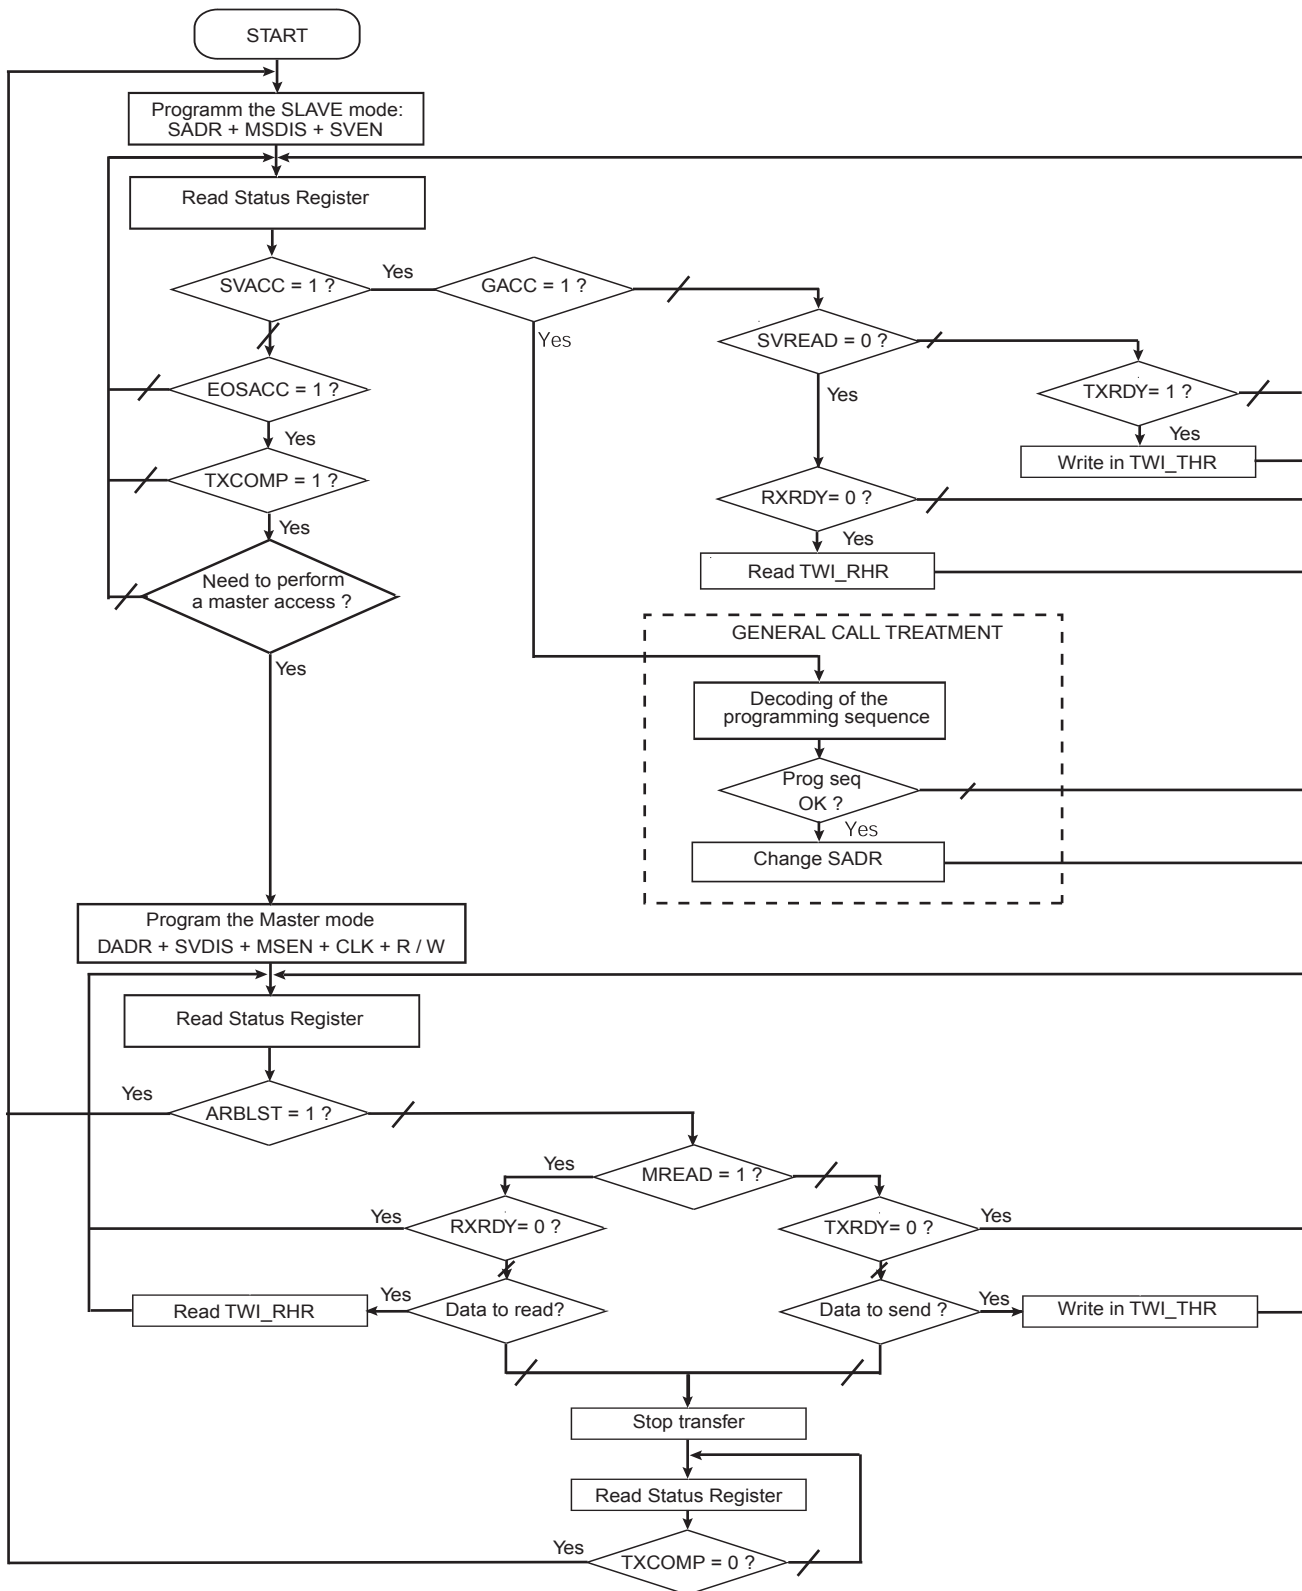 START
Programm the SLAVE mode:
SADR + MSDIS + SVEN
Read Status Register
SVACC = 1 ?
Yes
GACC = 1 ?
Yes
SVREAD = 0 ?
Yes
TXRDY= 1 ?
Yes
Write in TWI_THR
EOSACC = 1 ?
Yes
TXCOMP = 1 ?
Yes
RXRDY= 0 ?
Yes
Read TWI_RHR
Need to perform
a master access ?
Yes
GENERAL CALL TREATMENT
Decoding of the
programming sequence
Prog seq
OK ?
Yes
Change SADR
Program the Master mode
DADR + SVDIS + MSEN + CLK + R / W
Read Status Register
Yes
ARBLST = 1 ?
Yes
MREAD = 1 ?
Yes
RXRDY= 0 ?
TXRDY= 0 ?
Yes
Read TWI_RHR
Yes
Data to read?
Data to send ?
Yes
Write in TWI_THR
Stop transfer
Read Status Register
Yes
TXCOMP = 0 ?